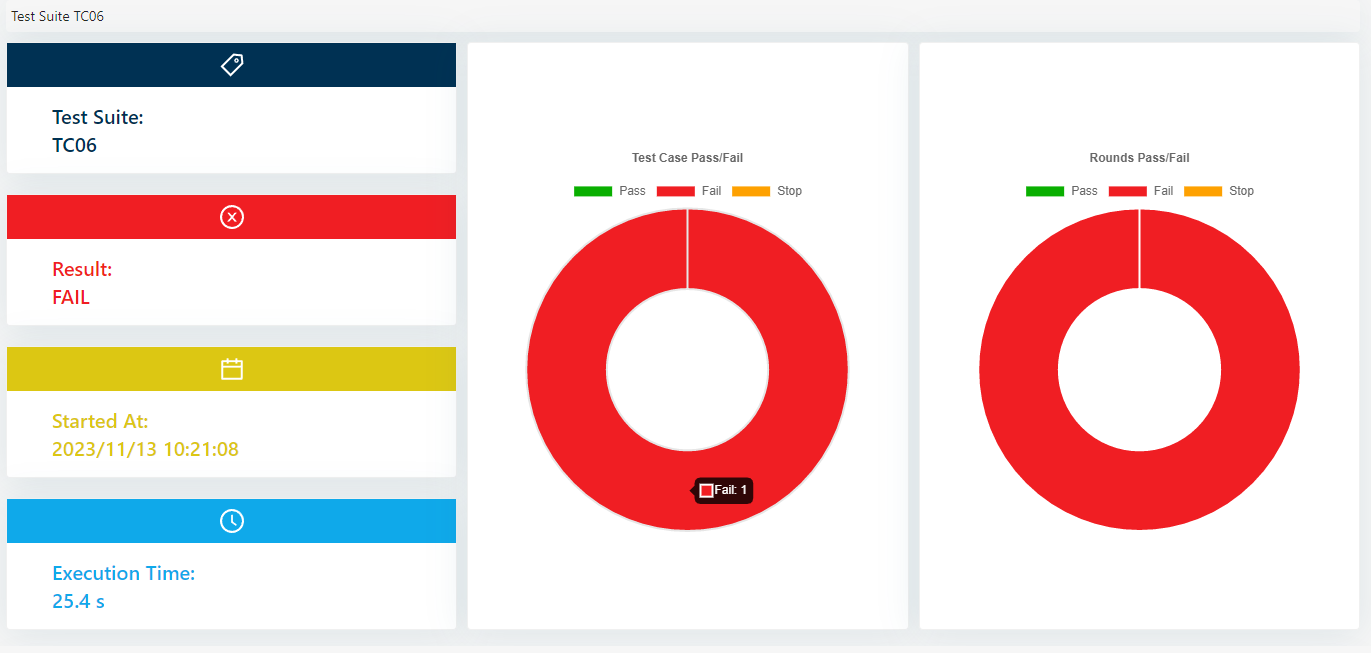 Test Suite TC06
Test Suite:
TC06
Result:
FAIL
Started At:
2023/11/13 10:21:08
Execution Time:
25.4 s
Test Case Pass/Fail
Pass Fail Stop
Fail: 1
Rounds Pass/Fail
Pass Fail Stop